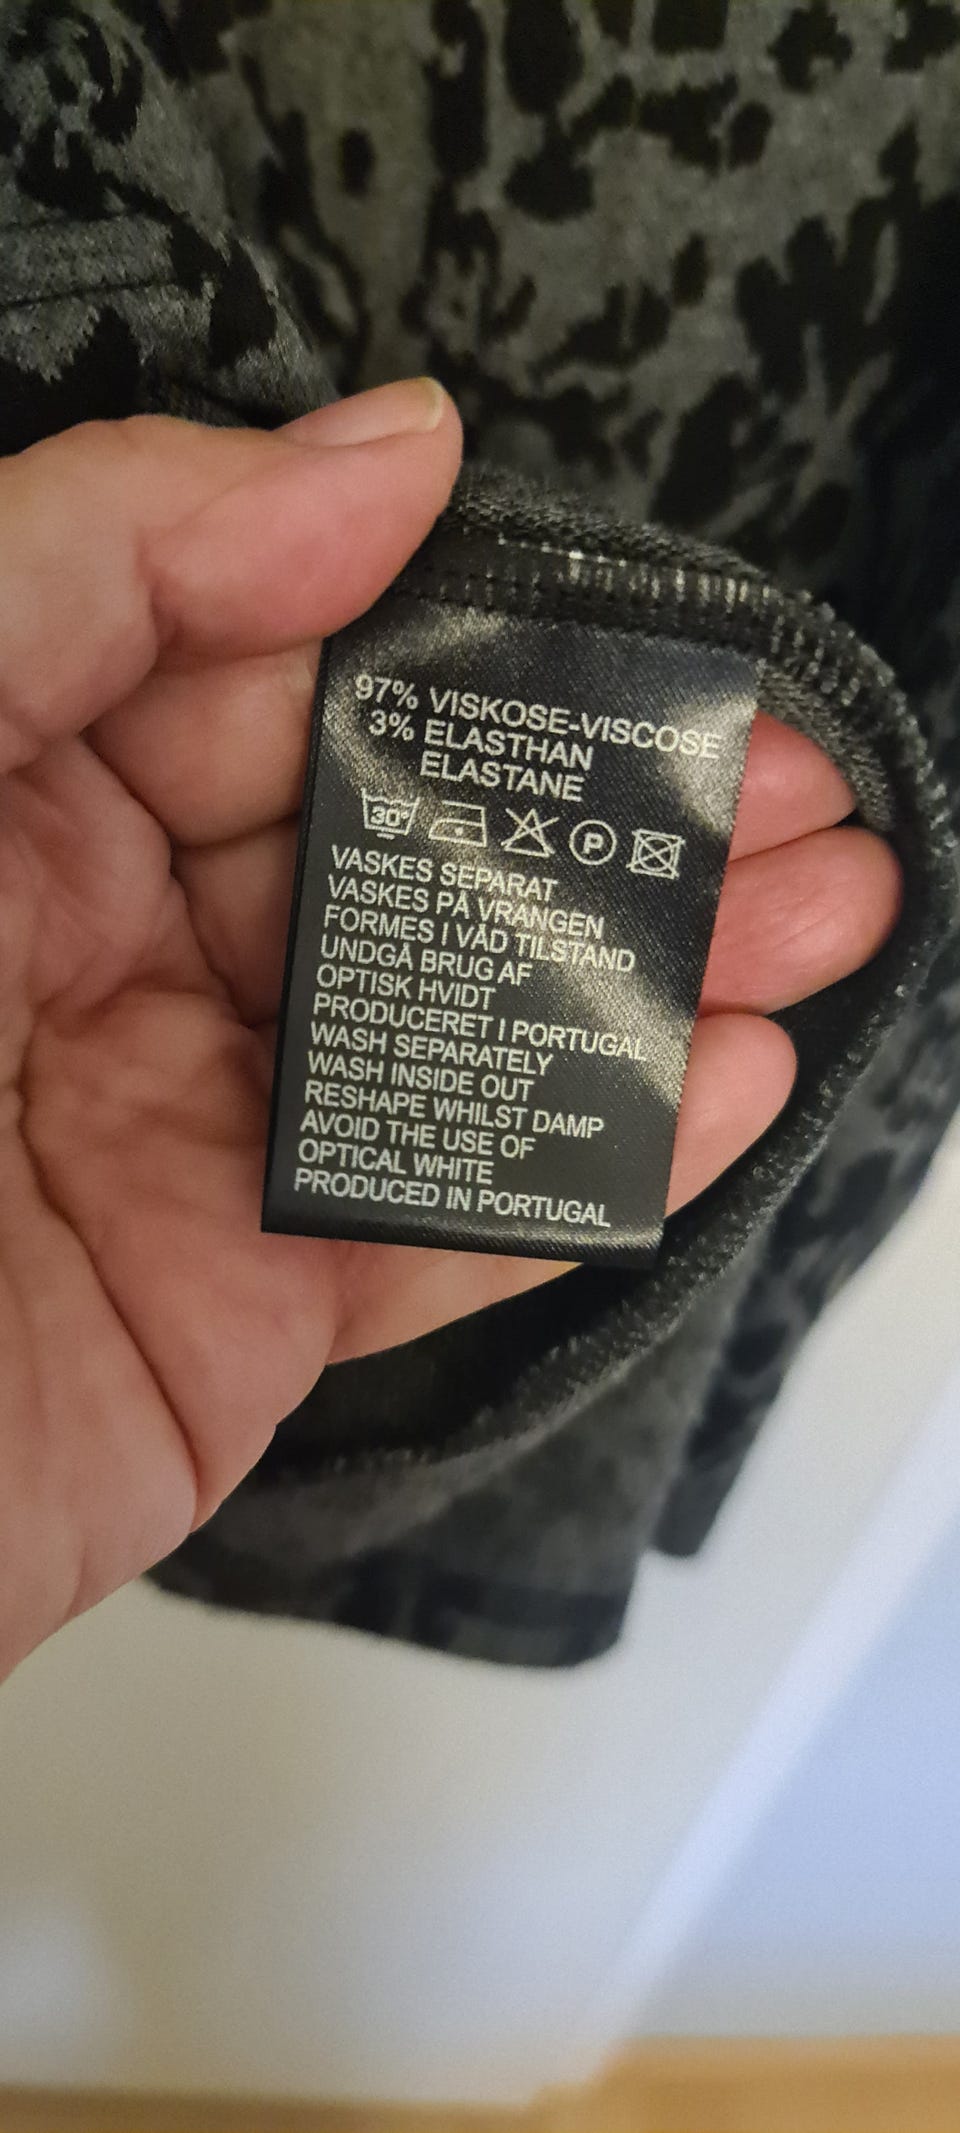 97% VISKOSE-VISCOSE
3% ELASTHAN
ELASTANE
30° P
VASKES SEPARAT
VASKES PÅ VRANGEN
FORMES I VÅD TILSTAND
UNDGÅ BRUG AF
OPTISK HVIDT
PRODUCERET I PORTUGAL
WASH SEPARATELY
WASH INSIDE OUT
RESHAPE WHILST DAMP
AVOID THE USE OF
OPTICAL WHITE
PRODUCED IN PORTUGAL